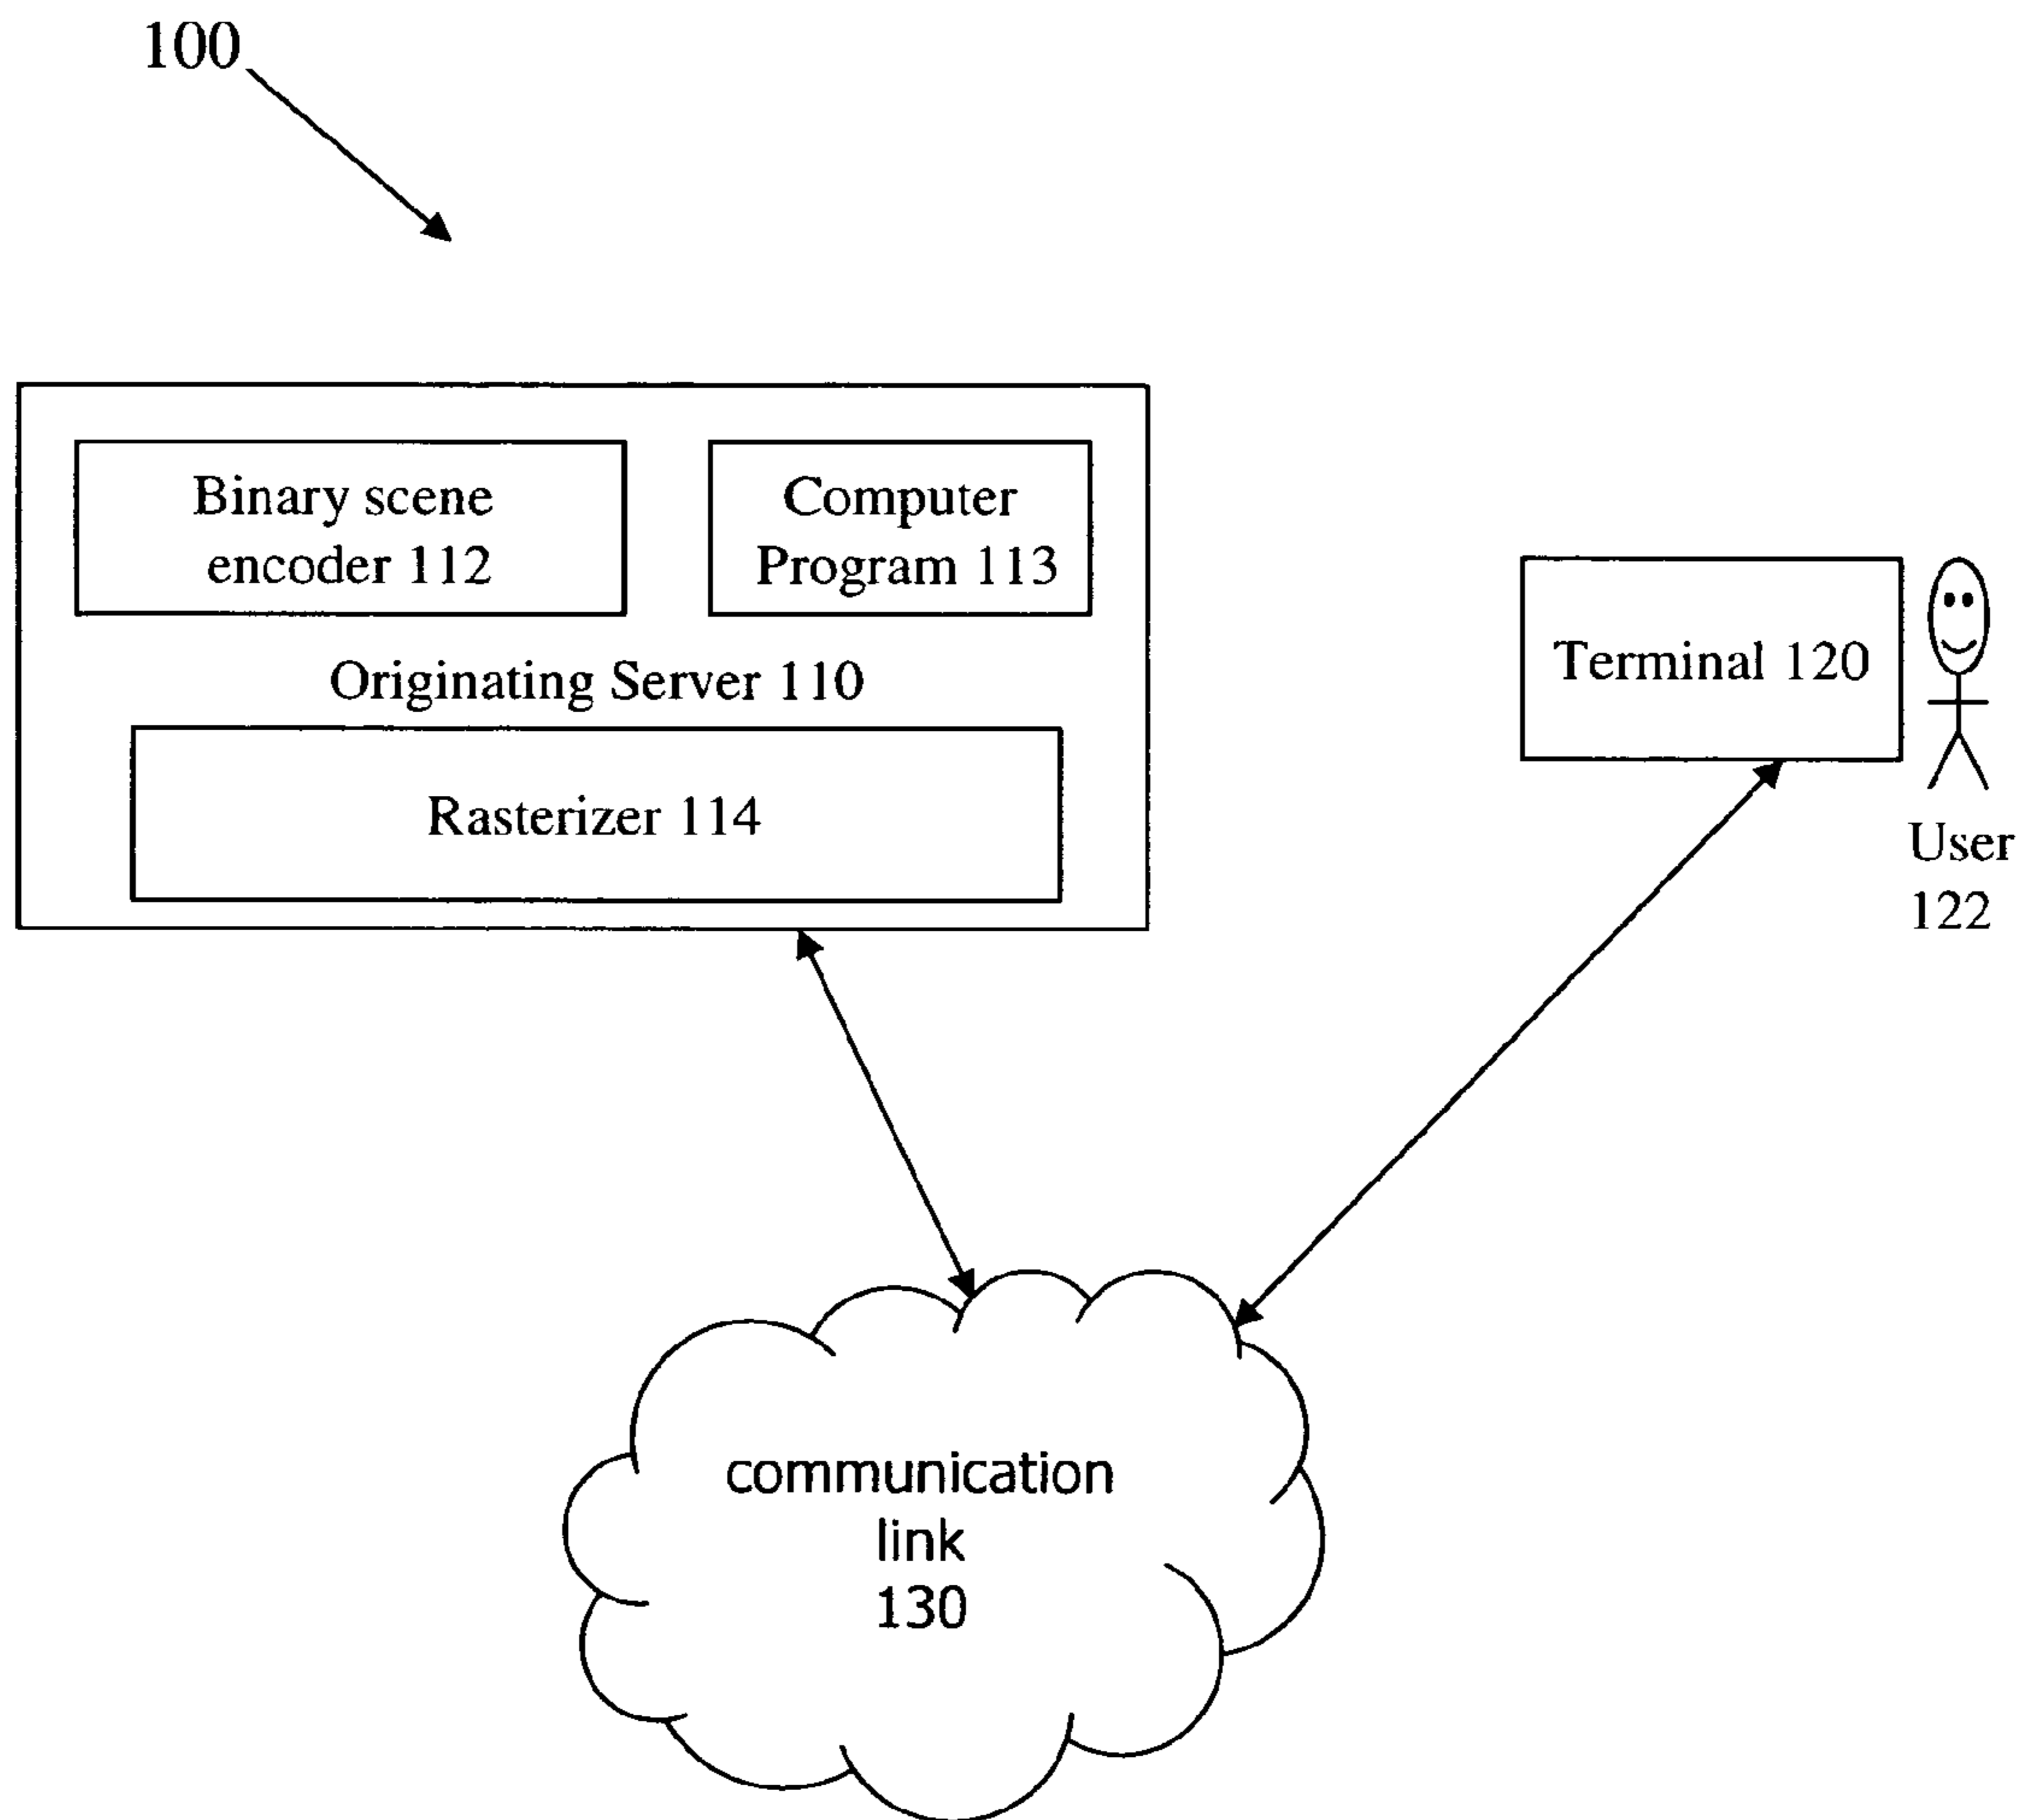 100
Binary scene
encoder 112
Computer
Program 113
Originating Server 110
Rasterizer 114
Terminal 120
User
122
communication
link
130